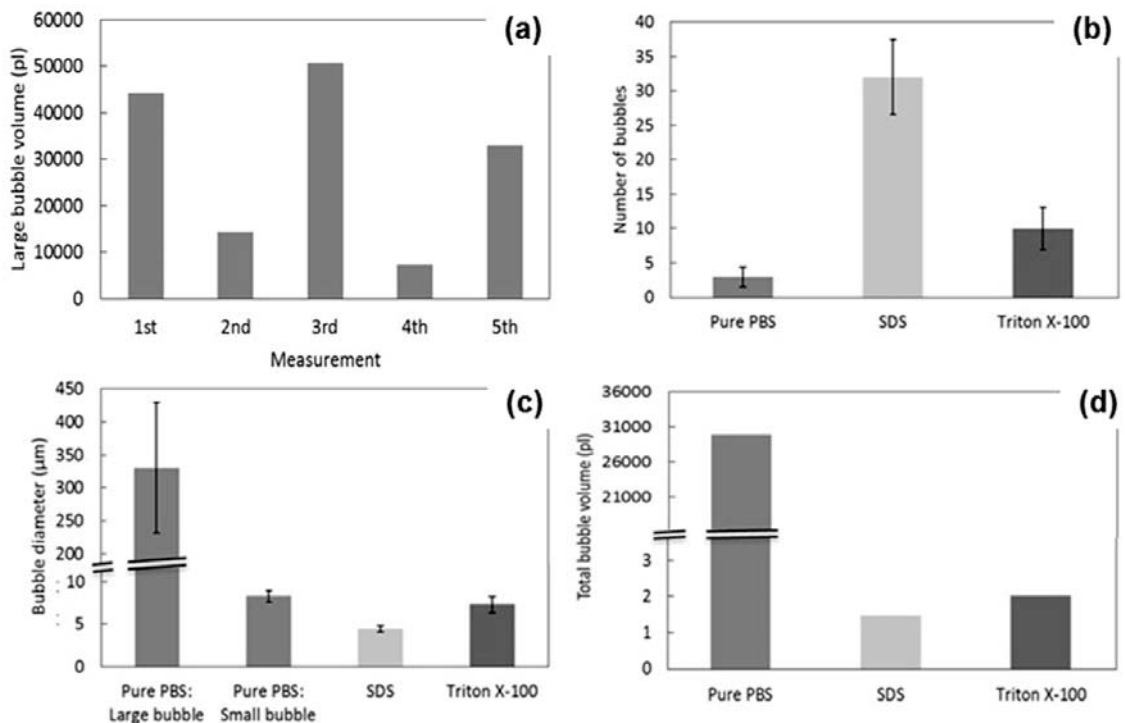 (a)
Large bubble volume (pl)
60000
50000
40000
30000
20000
10000
0
1st 2nd 3rd 4th 5th
Measurement
(b)
Number of bubbles
40
35
30
25
20
15
10
5
0
Pure PBS SDS Triton X-100
(c)
Bubble diameter (µm)
450
400
350
300
250
200
10
5
0
Pure PBS: Large bubble
Pure PBS: Small bubble
SDS
Triton X-100
(d)
Total bubble volume (pl)
36000
31000
26000
21000
3
2
1
0
Pure PBS SDS Triton X-100